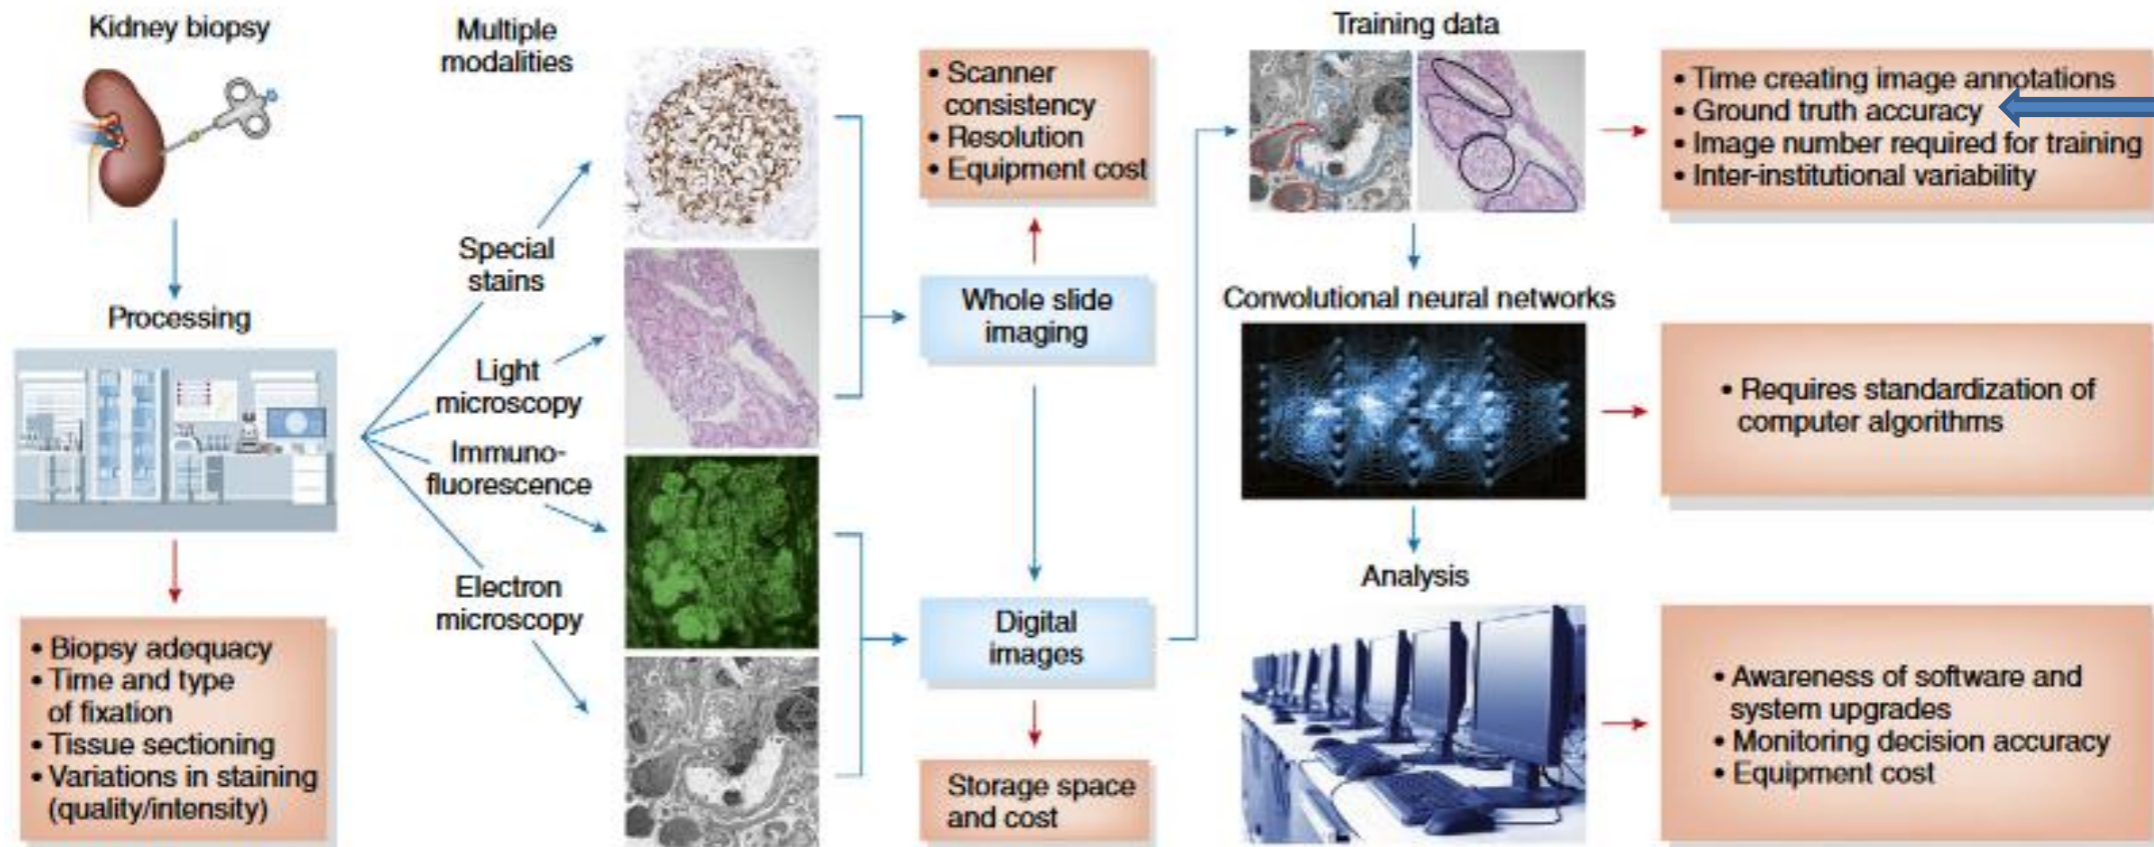 Kidney biopsy
Processing
• Biopsy adequacy
• Time and type
of fixation
• Tissue sectioning
• Variations in staining
(quality/intensity)
Multiple
modalities
Special
stains
Light
microscopy
Immuno-
fluorescence
Electron
microscopy
• Scanner
consistency
• Resolution
• Equipment cost
Whole slide
imaging
Digital
images
Storage space
and cost
Training data
• Time creating image annotations
• Ground truth accuracy
• Image number required for training
• Inter-institutional variability
Convolutional neural networks
• Requires standardization of
computer algorithms
Analysis
• Awareness of software and
system upgrades
• Monitoring decision accuracy
• Equipment cost